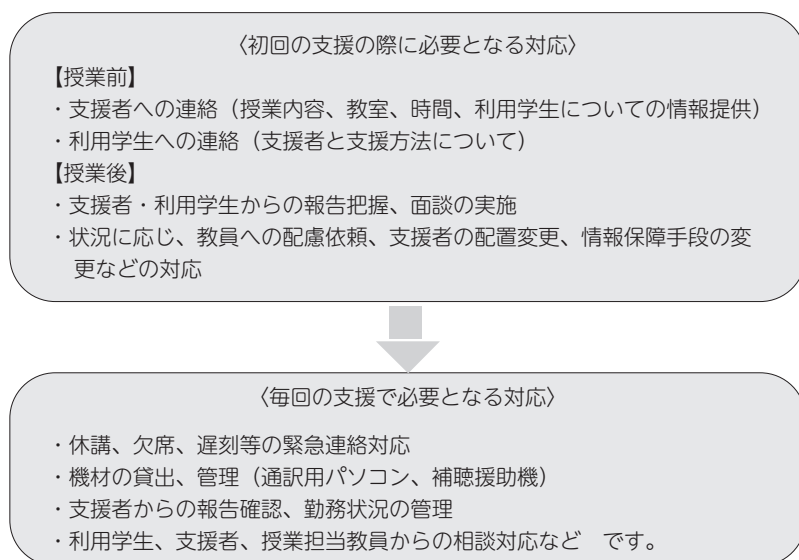 〈初回の支援の際に必要となる対応〉
【授業前】
・支援者への連絡（授業内容、教室、時間、利用学生についての情報提供）
・利用学生への連絡（支援者と支援方法について）
【授業後】
・支援者・利用学生からの報告把握、面談の実施
・状況に応じ、教員への配慮依頼、支援者の配置変更、情報保障手段の変
更などの対応
〈毎回の支援で必要となる対応〉
・休講、欠席、遅刻等の緊急連絡対応
・機材の貸出、管理（通訳用パソコン、補聴援助機）
・支援者からの報告確認、勤務状況の管理
・利用学生、支援者、授業担当教員からの相談対応など　です。